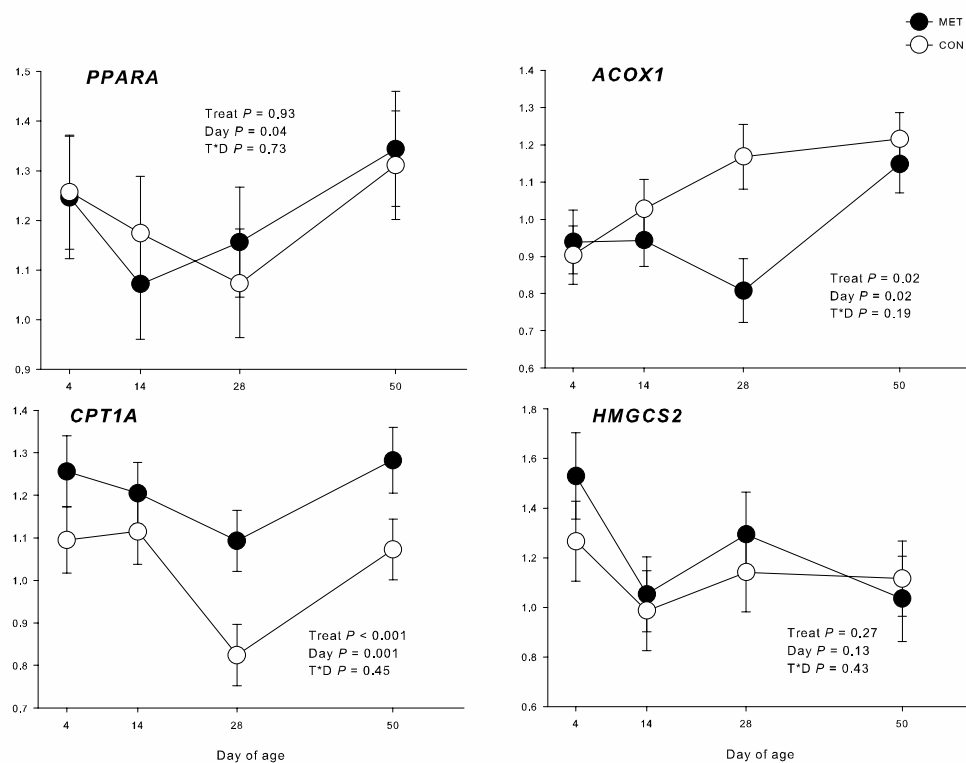 MET
CON
PPARA
Treat P = 0.93
Day P = 0.04
T*D P = 0.73
1,5
1.4
1.3
1.2
1.1
1.0
0,9
4
14
28
50
ACOX1
Treat P = 0.02
Day P = 0.02
T*D P = 0.19
1.4
1.2
1.1
1,0
0.9
0.8
0.7
0,6
4
14
28
50
CPT1A
Treat P < 0.001
Day P = 0.001
T*D P = 0.45
1.4
1.3
1.2
1.1
1,0
0.9
0.8
0,7
4
14
28
50
Day of age
HMGCS2
Treat P = 0.27
Day P = 0.13
T*D P = 0.43
1,8
1.6
1.4
1.2
1.0
0.8
0.6
4
14
28
50
Day of age